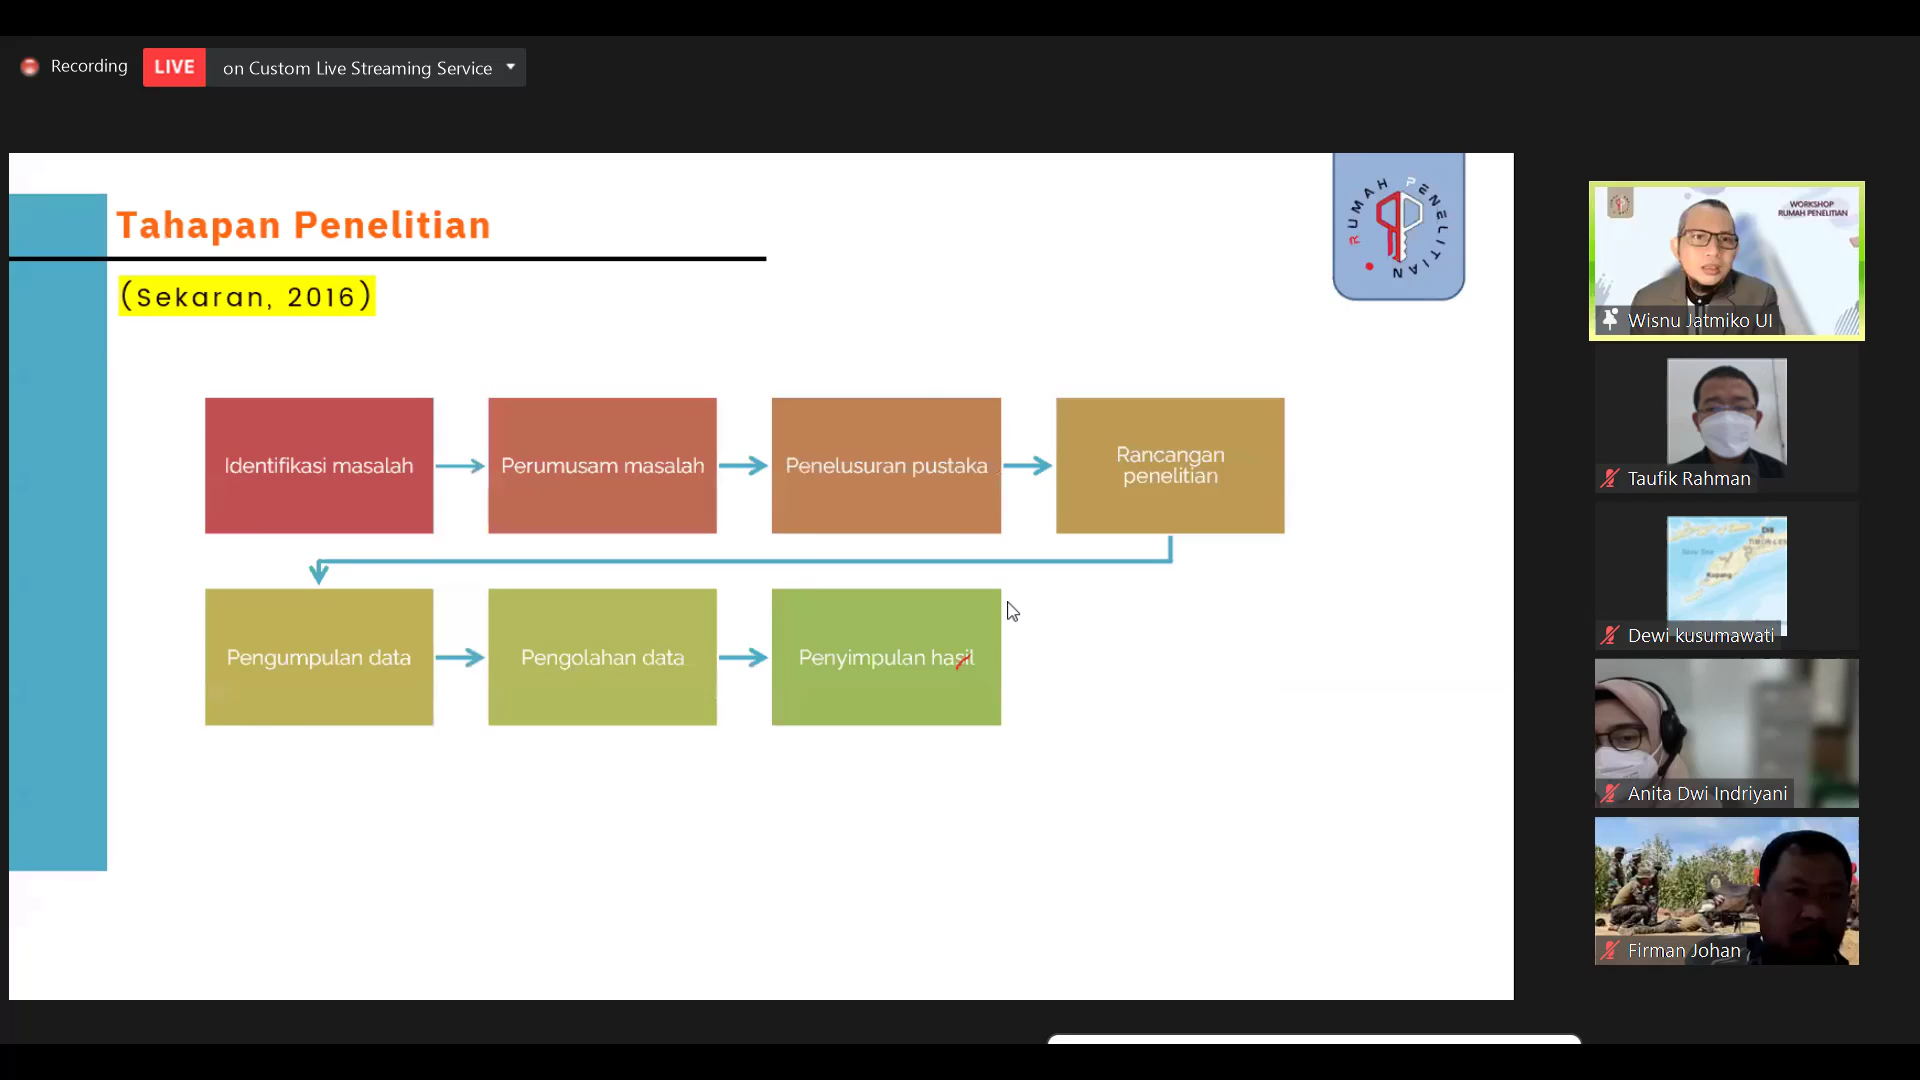 Recording
LIVE
on Custom Live Streaming Service
Tahapan Penelitian
(Sekaran, 2016)
RUMAH PENELITIAN
Identifikasi masalah
Perumusam masalah
Penelusuran pustaka
Rancangan
penelitian
Pengumpulan data
Pengolahan data
Penyimpulan hasil
WORKSHOP
RUMAH PENELITIAN
Wisnu Jatmiko UI
Taufik Rahman
Dili
Kupang
Dewi kusumawati
Anita Dwi Indriyani
Firman Johan